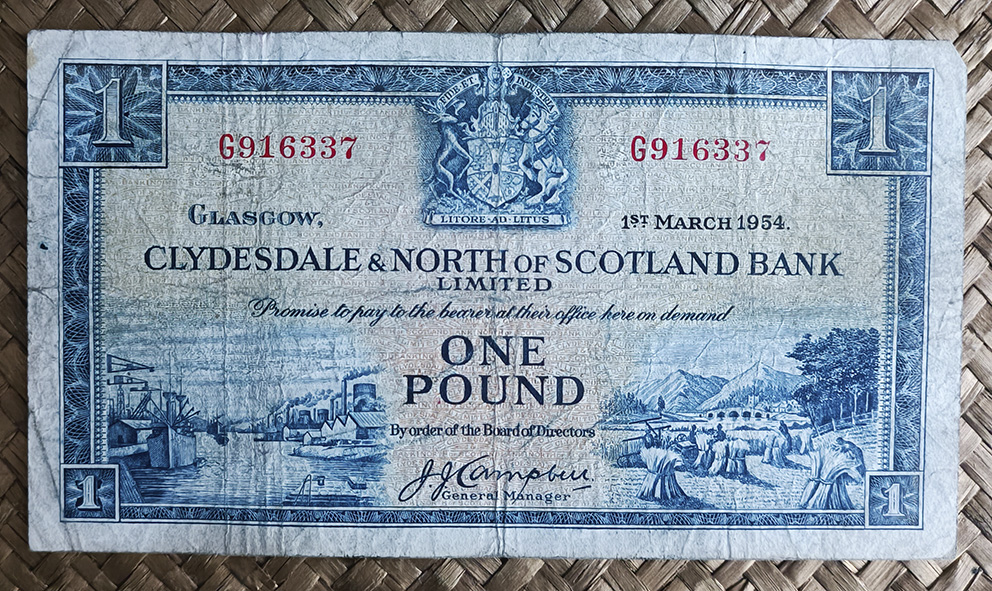 1 1
FIDE ET INDUSTRIA
G916337 G916337
LITORE·AD·LITUS
GLASGOW, 1ST MARCH 1954.
CLYDESDALE & NORTH OF SCOTLAND BANK
LIMITED
Promise to pay to the bearer at their office here on demand
ONE
POUND
By order of the Board of Directors
J J Campbell.
General Manager
1 1